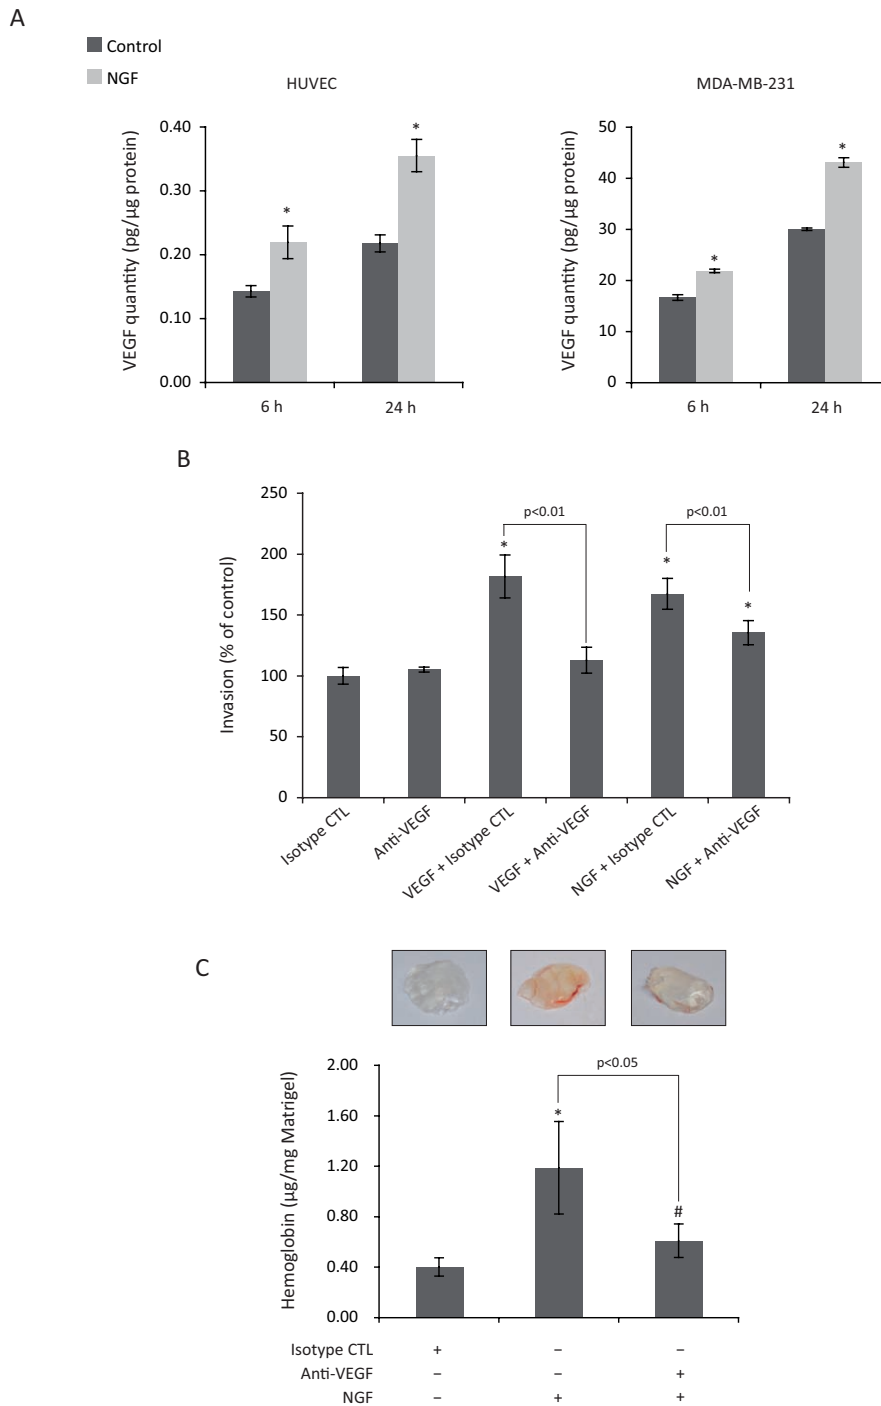 A
Control
NGF
HUVEC
MDA-MB-231
VEGF quantity (pg/µg protein)
0.40
0.30
0.20
0.10
0.00
*
*
6 h
24 h
VEGF quantity (pg/µg protein)
50
40
30
20
10
0
*
*
6 h
24 h
B
Invasion (% of control)
250
200
150
100
50
0
p<0.01
p<0.01
*
*
*
Isotype CTL
Anti-VEGF
VEGF + Isotype CTL
VEGF + Anti-VEGF
NGF + Isotype CTL
NGF + Anti-VEGF
C
Hemoglobin (µg/mg Matrigel)
2.00
1.60
1.20
0.80
0.40
0.00
p<0.05
*
#
Isotype CTL + – –
Anti-VEGF – – +
NGF – + +